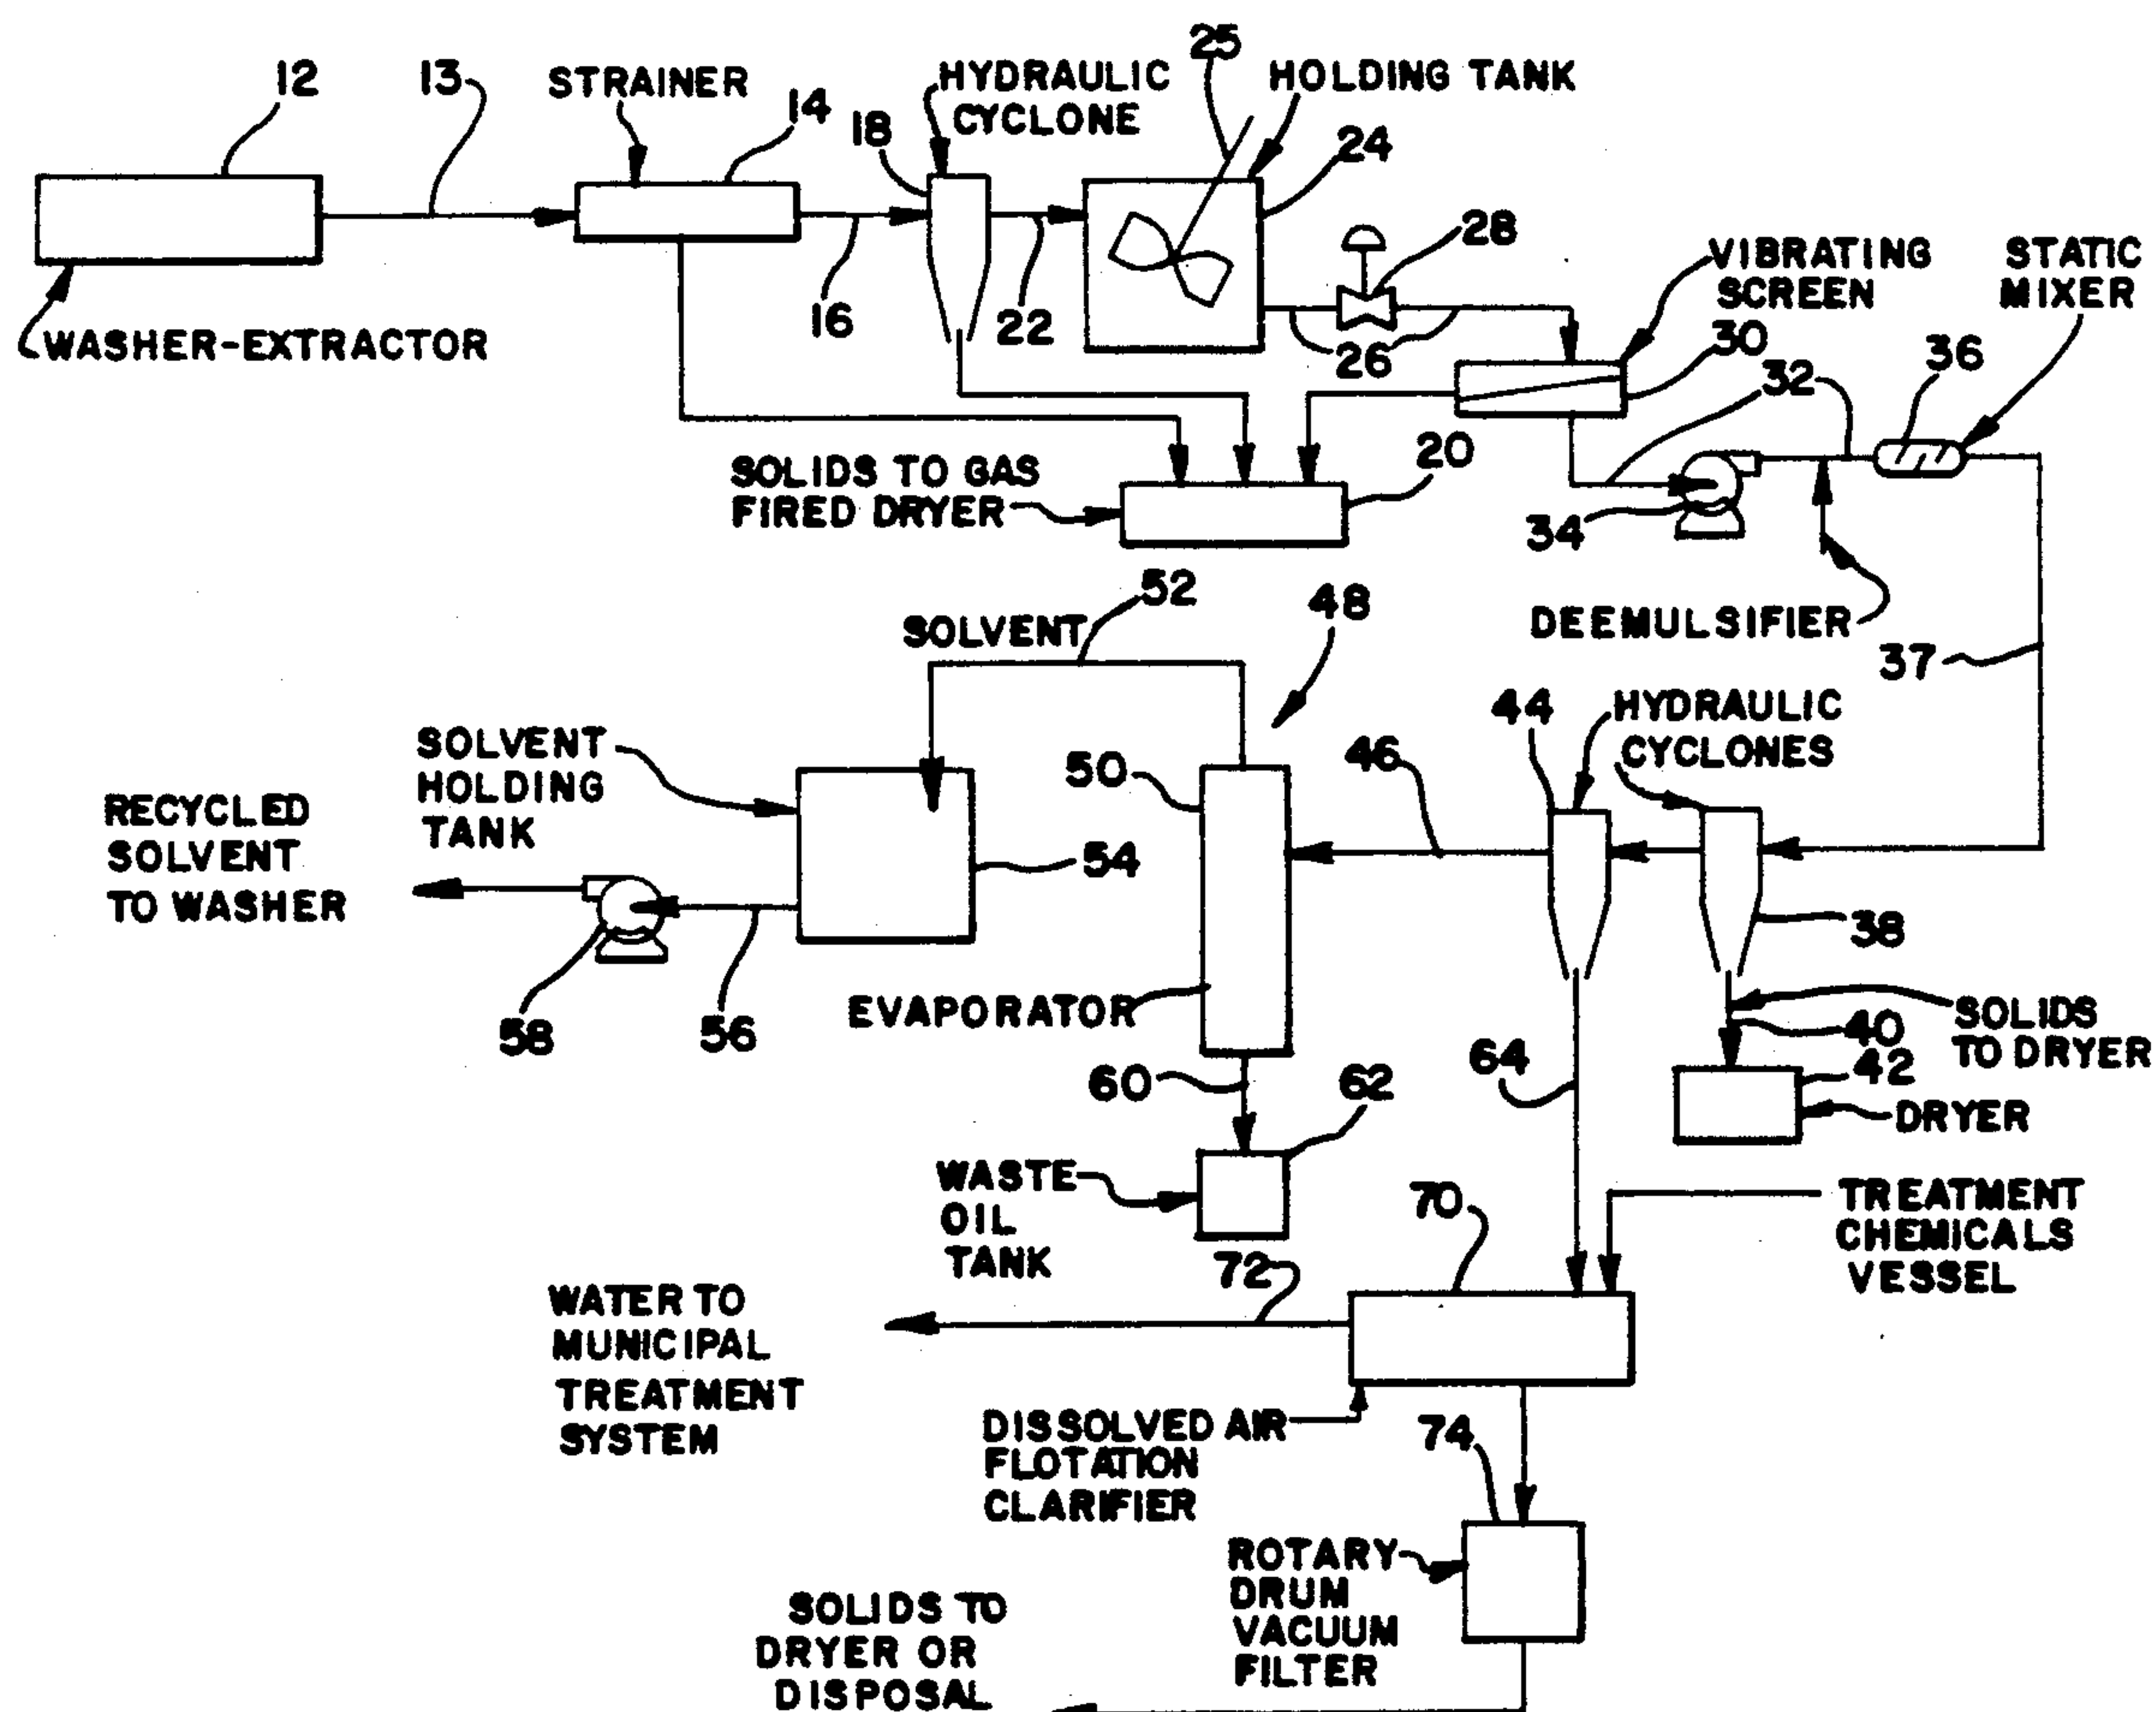 12
13
STRAINER
14
18
HYDRAULIC
CYCLONE
25
HOLDING TANK
24
28
VIBRATING
SCREEN
STATIC
MIXER
WASHER-EXTRACTOR
16
22
26
30
32
36
SOLIDS TO GAS
FIRED DRYER
20
34
DEEMULSIFIER
37
SOLVENT
52
48
44
HYDRAULIC
CYCLONES
SOLVENT
HOLDING
TANK
50
46
RECYCLED
SOLVENT
TO WASHER
54
38
58
56
EVAPORATOR
64
SOLIDS
TO DRYER
40
42
DRYER
60
62
WASTE
OIL
TANK
70
TREATMENT
CHEMICALS
VESSEL
72
WATER TO
MUNICIPAL
TREATMENT
SYSTEM
DISSOLVED AIR
FLOTATION
CLARIFIER
74
ROTARY
DRUM
VACUUM
FILTER
SOLIDS TO
DRYER OR
DISPOSAL